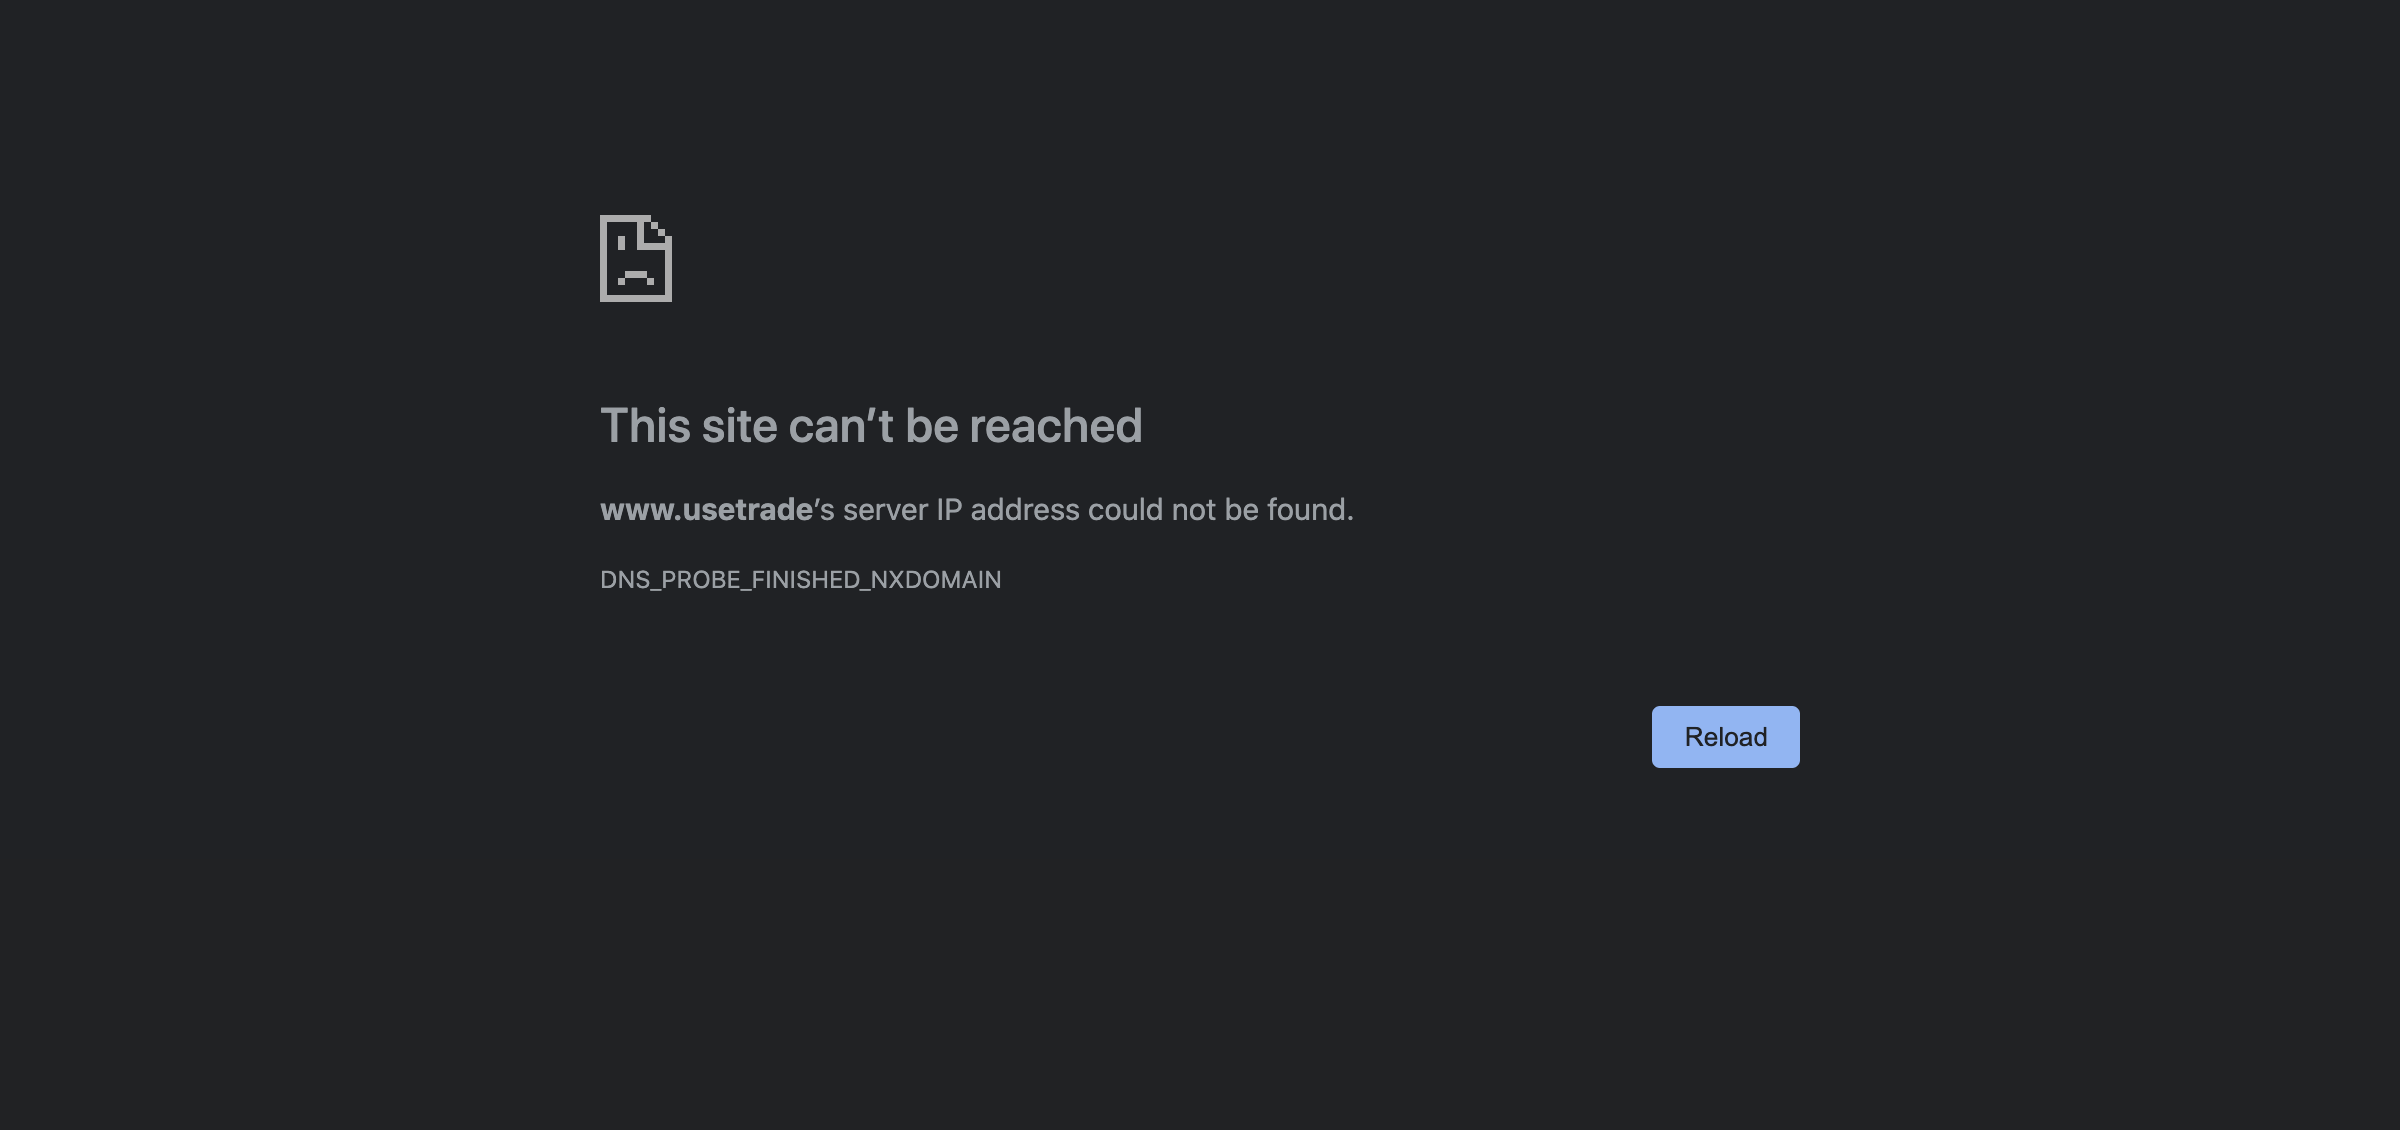 This site can’t be reached
www.usetrade’s server IP address could not be found.
DNS_PROBE_FINISHED_NXDOMAIN
Reload